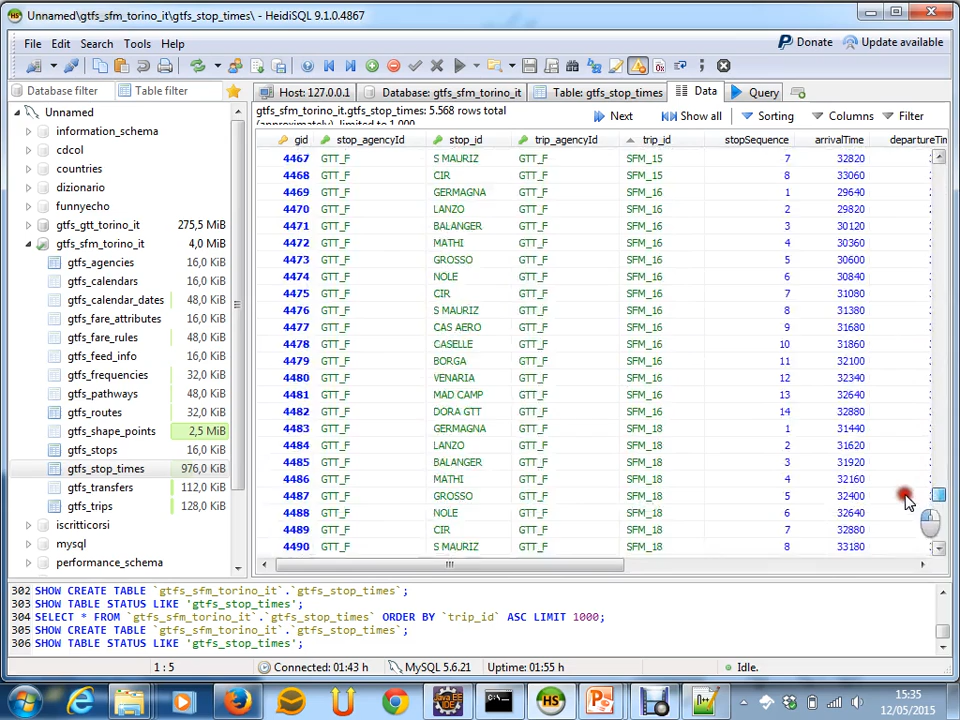 Unnamed\gtfs_sfm_torino_it\gtfs_stop_times\ - HeidiSQL 9.1.0.4867
File Edit Search Tools Help
Donate Update available
Database filter Table filter
Host: 127.0.0.1 Database: gtfs_sfm_torino_it Table: gtfs_stop_times Data Query
gtfs_sfm_torino_it.gtfs_stop_times: 5.568 rows total
(approximately), limited to 1.000
Next Show all Sorting Columns Filter
Unnamed
information_schema
cdcol
countries
dizionario
funnyecho
gtfs_gtt_torino_it 275,5 MiB
gtfs_sfm_torino_it 4,0 MiB
gtfs_agencies 16,0 KiB
gtfs_calendars 16,0 KiB
gtfs_calendar_dates 48,0 KiB
gtfs_fare_attributes 16,0 KiB
gtfs_fare_rules 48,0 KiB
gtfs_feed_info 16,0 KiB
gtfs_frequencies 32,0 KiB
gtfs_pathways 16,0 KiB
gtfs_routes 32,0 KiB
gtfs_shape_points 2,5 MiB
gtfs_stops 16,0 KiB
gtfs_stop_times 976,0 KiB
gtfs_transfers 112,0 KiB
gtfs_trips 128,0 KiB
iscritticorsi
mysql
performance_schema
gid stop_agencyId stop_id trip_agencyId trip_id stopSequence arrivalTime departureTim
4467 GTT_F S MAURIZ GTT_F SFM_15 7 32820
4468 GTT_F CIR GTT_F SFM_15 8 33060
4469 GTT_F GERMAGNA GTT_F SFM_16 1 29640
4470 GTT_F LANZO GTT_F SFM_16 2 29820
4471 GTT_F BALANGER GTT_F SFM_16 3 30120
4472 GTT_F MATHI GTT_F SFM_16 4 30360
4473 GTT_F GROSSO GTT_F SFM_16 5 30600
4474 GTT_F NOLE GTT_F SFM_16 6 30840
4475 GTT_F CIR GTT_F SFM_16 7 31080
4476 GTT_F S MAURIZ GTT_F SFM_16 8 31380
4477 GTT_F CAS AERO GTT_F SFM_16 9 31680
4478 GTT_F CASELLE GTT_F SFM_16 10 31860
4479 GTT_F BORGA GTT_F SFM_16 11 32100
4480 GTT_F VENARIA GTT_F SFM_16 12 32340
4481 GTT_F MAD CAMP GTT_F SFM_16 13 32640
4482 GTT_F DORA GTT GTT_F SFM_16 14 32880
4483 GTT_F GERMAGNA GTT_F SFM_18 1 31440
4484 GTT_F LANZO GTT_F SFM_18 2 31620
4485 GTT_F BALANGER GTT_F SFM_18 3 31920
4486 GTT_F MATHI GTT_F SFM_18 4 32160
4487 GTT_F GROSSO GTT_F SFM_18 5 32400
4488 GTT_F NOLE GTT_F SFM_18 6 32640
4489 GTT_F CIR GTT_F SFM_18 7 32880
4490 GTT_F S MAURIZ GTT_F SFM_18 8 33180
302 SHOW CREATE TABLE `gtfs_sfm_torino_it`.`gtfs_stop_times`;
303 SHOW TABLE STATUS LIKE 'gtfs_stop_times';
304 SELECT * FROM `gtfs_sfm_torino_it`.`gtfs_stop_times` ORDER BY `trip_id` ASC LIMIT 1000;
305 SHOW CREATE TABLE `gtfs_sfm_torino_it`.`gtfs_stop_times`;
306 SHOW TABLE STATUS LIKE 'gtfs_stop_times';
1 : 5 Connected: 01:43 h MySQL 5.6.21 Uptime: 01:55 h Idle.
15:35
12/05/2015